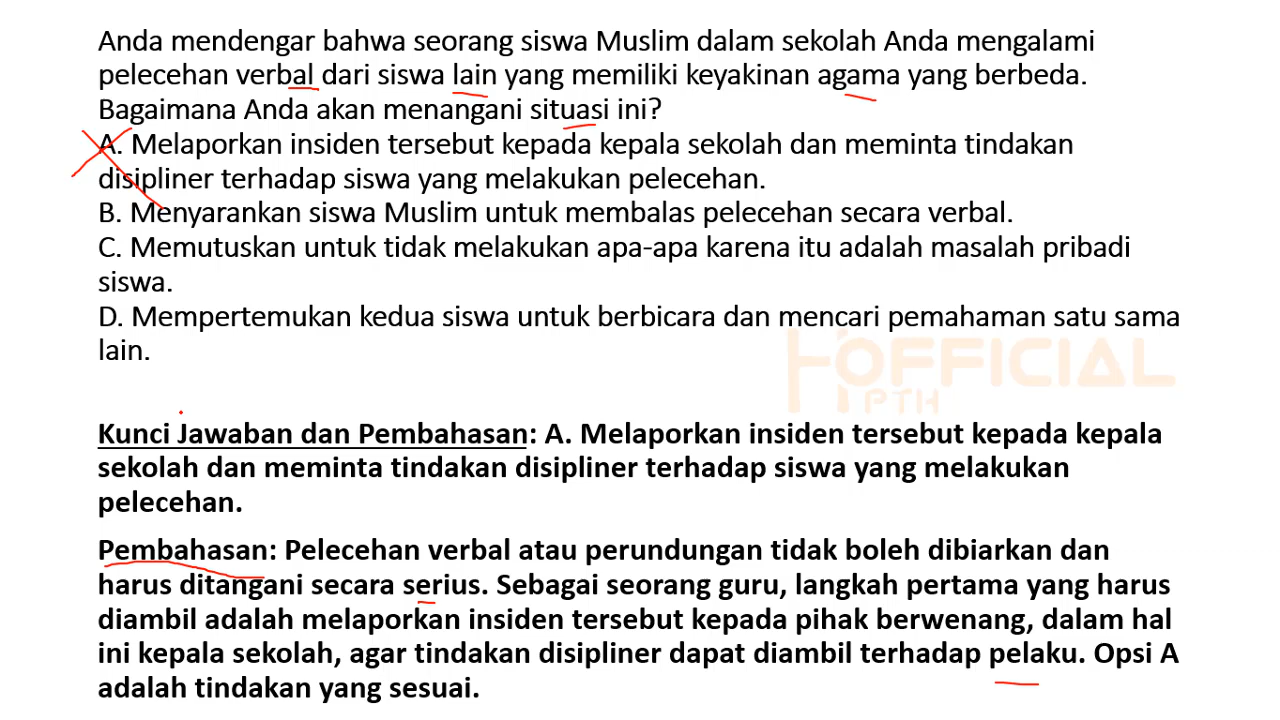 Anda mendengar bahwa seorang siswa Muslim dalam sekolah Anda mengalami
pelecehan verbal dari siswa lain yang memiliki keyakinan agama yang berbeda.
Bagaimana Anda akan menangani situasi ini?
A. Melaporkan insiden tersebut kepada kepala sekolah dan meminta tindakan
disipliner terhadap siswa yang melakukan pelecehan.
B. Menyarankan siswa Muslim untuk membalas pelecehan secara verbal.
C. Memutuskan untuk tidak melakukan apa-apa karena itu adalah masalah pribadi
siswa.
D. Mempertemukan kedua siswa untuk berbicara dan mencari pemahaman satu sama
lain.
OFFICIAL
PTH
Kunci Jawaban dan Pembahasan: A. Melaporkan insiden tersebut kepada kepala
sekolah dan meminta tindakan disipliner terhadap siswa yang melakukan
pelecehan.
Pembahasan: Pelecehan verbal atau perundungan tidak boleh dibiarkan dan
harus ditangani secara serius. Sebagai seorang guru, langkah pertama yang harus
diambil adalah melaporkan insiden tersebut kepada pihak berwenang, dalam hal
ini kepala sekolah, agar tindakan disipliner dapat diambil terhadap pelaku. Opsi A
adalah tindakan yang sesuai.